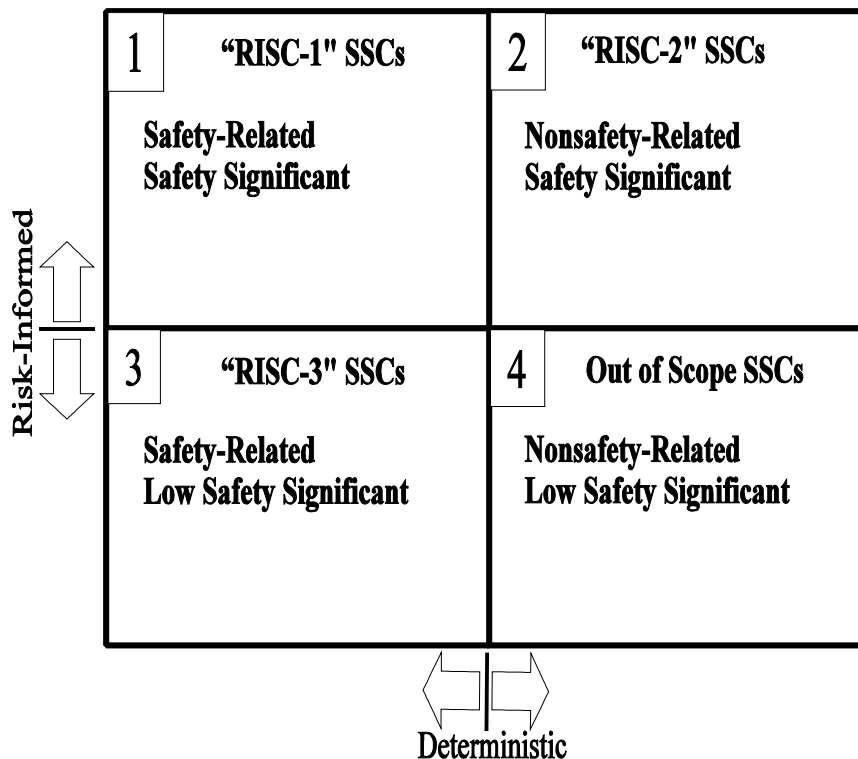 1
“RISC-1" SSCs
Safety-Related
Safety Significant
2
“RISC-2" SSCs
Nonsafety-Related
Safety Significant
Risk-Informed
3
“RISC-3" SSCs
Safety-Related
Low Safety Significant
4
Out of Scope SSCs
Nonsafety-Related
Low Safety Significant
Deterministic